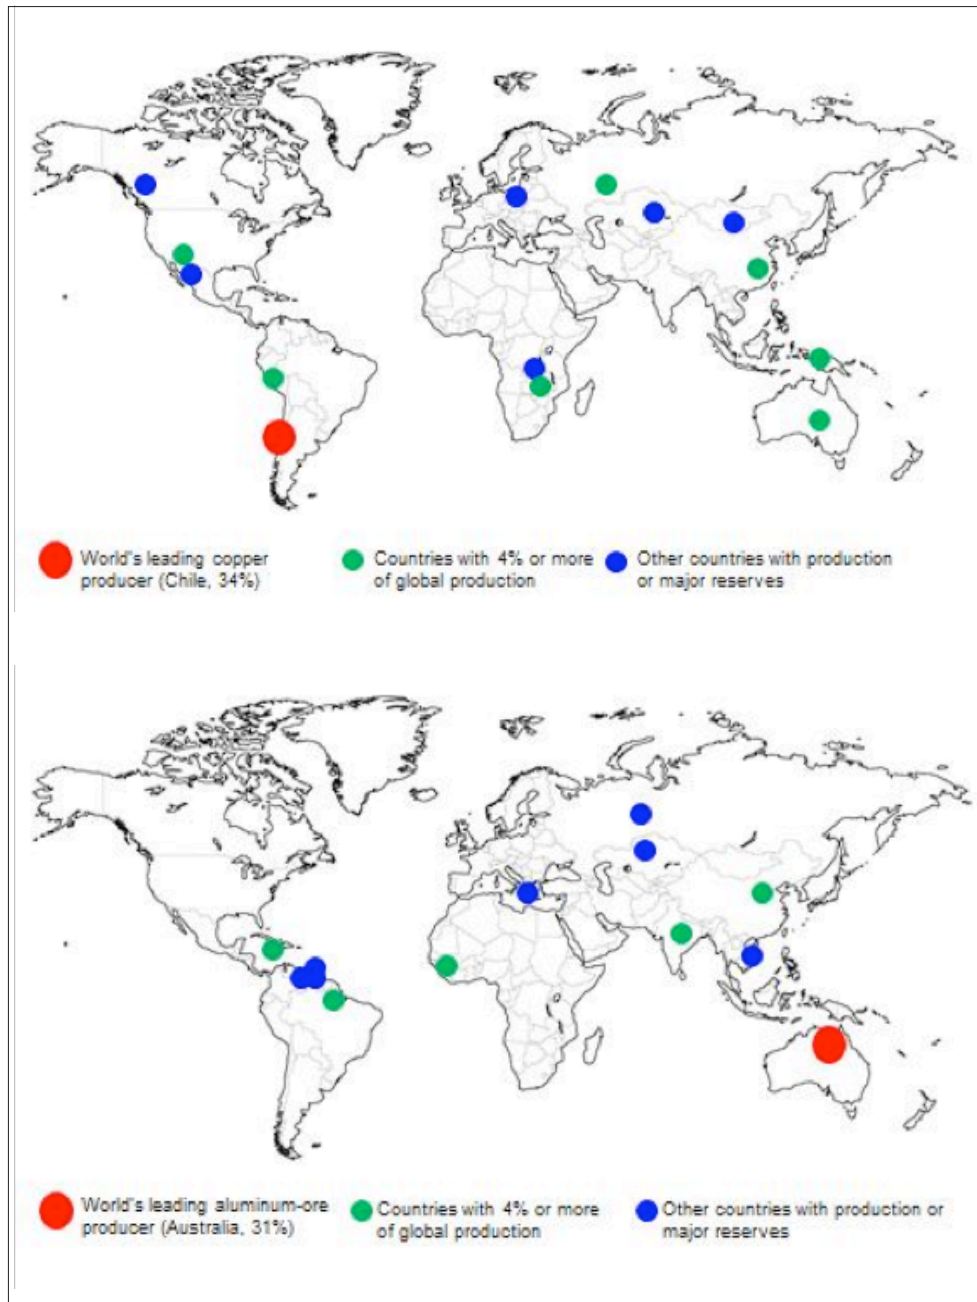 World's leading copper
producer (Chile, 34%)
Countries with 4% or more
of global production
Other countries with production
or major reserves
World's leading aluminum-ore
producer (Australia, 31%)
Countries with 4% or more
of global production
Other countries with production or
major reserves